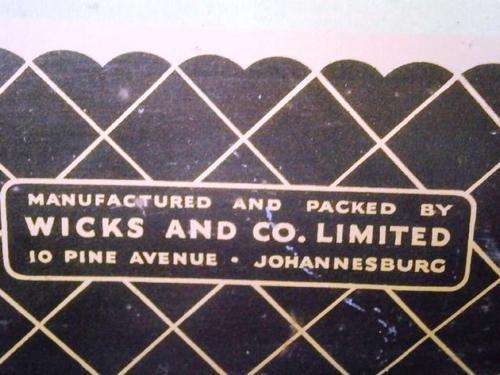 MANUFACTURED AND PACKED BY
WICKS AND CO. LIMITED
10 PINE AVENUE • JOHANNESBURG